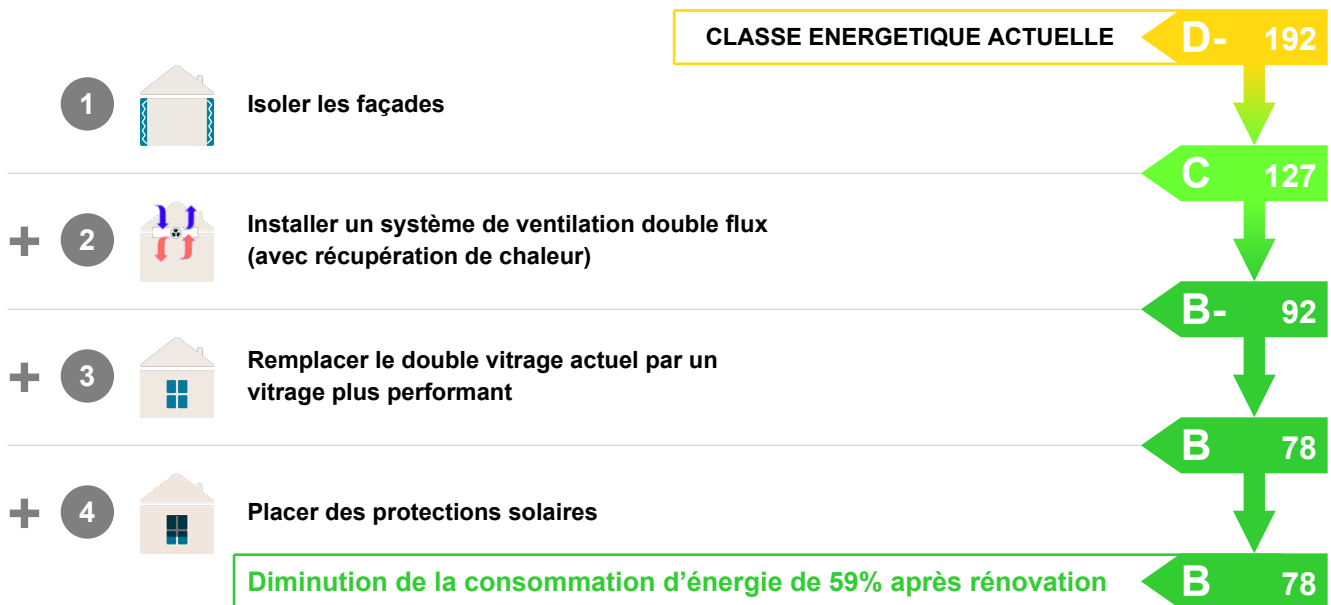 CLASSE ENERGETIQUE ACTUELLE D- 192
1 Isoler les façades
C 127
+ 2 Installer un système de ventilation double flux
(avec récupération de chaleur)
B- 92
+ 3 Remplacer le double vitrage actuel par un
vitrage plus performant
B 78
+ 4 Placer des protections solaires
Diminution de la consommation d’énergie de 59% après rénovation B 78